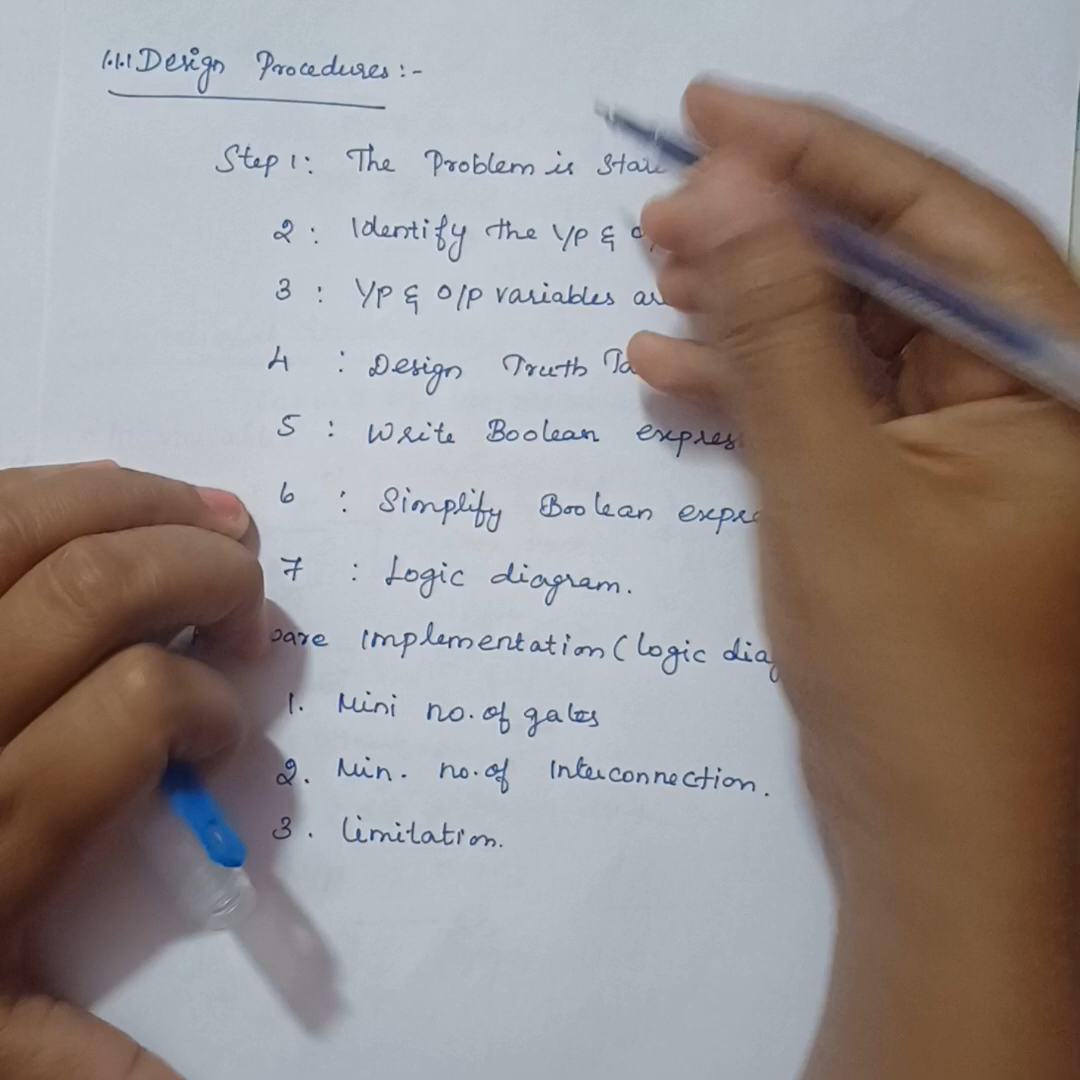 1.1.1 Design Procedures :-
Step 1: The Problem is
2 : Identify the I/P &
3 : I/P & O/P variables
4 : Design Truth
5 : Write Boolean
6 : Simplify Boolean
7 : Logic diagram.
implementation (logic
1. Mini no. of gates
2. Min. no. of Interconnection.
3. limitation.